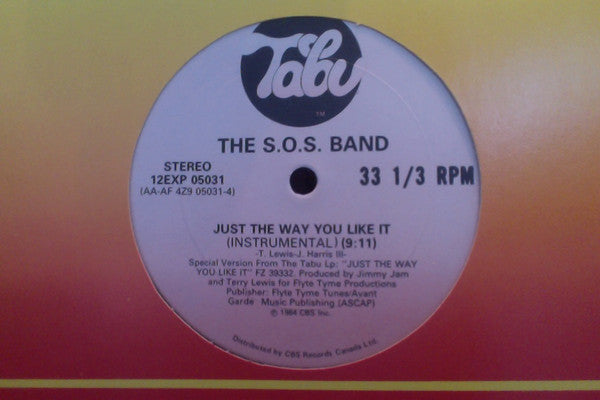 Tabu
TM
THE S.O.S. BAND
STEREO
12EXP 05031
(AA-AF 4Z9 05031-4)
33 1/3 RPM
JUST THE WAY YOU LIKE IT
(INSTRUMENTAL) (9:11)
-T. Lewis-J. Harris III-
Special Version From The Tabu Lp: "JUST THE WAY
YOU LIKE IT" FZ 39332. Produced by Jimmy Jam
and Terry Lewis for Flyte Tyme Productions
Publisher: Flyte Tyme Tunes/Avant
Garde Music Publishing (ASCAP)
℗ 1984 CBS Inc.
Distributed by CBS Records Canada Ltd.